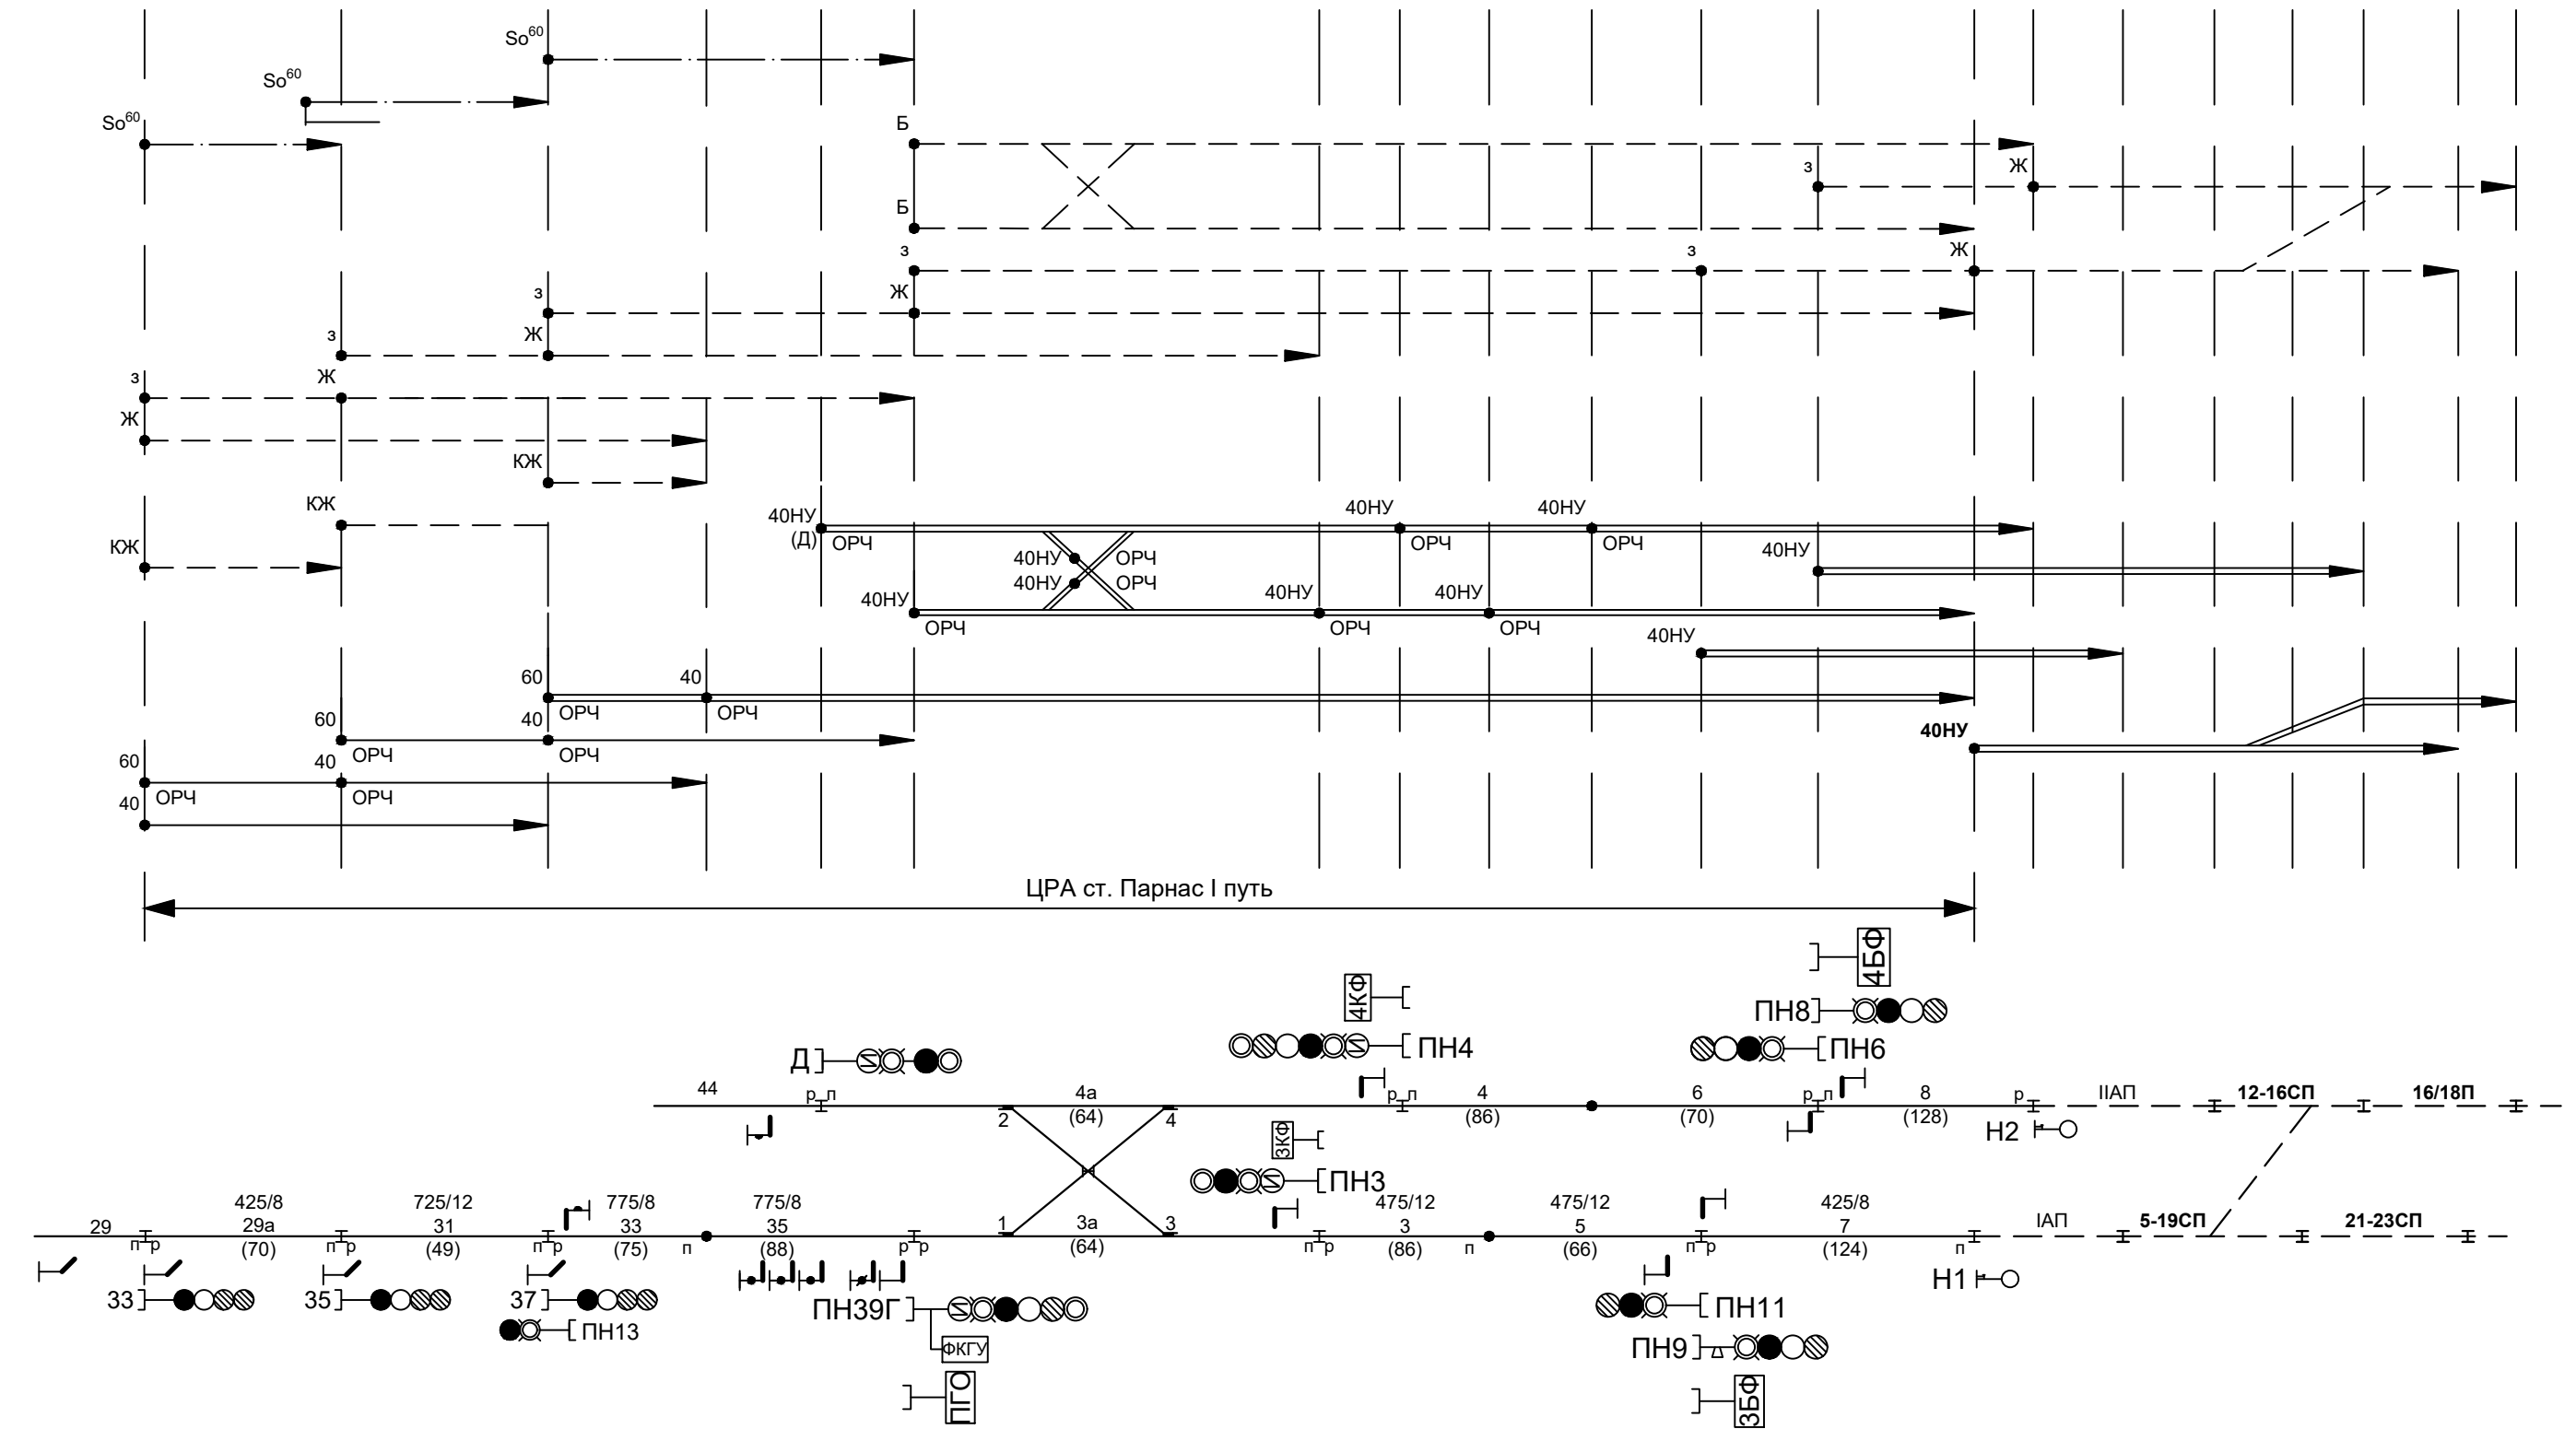 So60
So60
So60
Б
з
Ж
Б
з
з
Ж
з
Ж
з
Ж
з
Ж
Ж
КЖ
КЖ
КЖ
40НУ
(Д)
ОРЧ
40НУ
ОРЧ
40НУ
ОРЧ
40НУ
ОРЧ
40НУ
ОРЧ
40НУ
40НУ
ОРЧ
40НУ
ОРЧ
40НУ
ОРЧ
40НУ
60
ОРЧ
40
ОРЧ
60
ОРЧ
40
ОРЧ
40НУ
60
ОРЧ
40
ОРЧ
40
ЦРА ст. Парнас I путь
4БФ
4КФ
ПН8
ПН4
ПН6
Д
44
р п
2
4а
(64)
4
р п
4
(86)
6
(70)
р п
8
(128)
р
IIАП
12-16СП
16/18П
Н2
3КФ
ПН3
29
п р
425/8
29а
(70)
п р
725/12
31
(49)
п р
775/8
33
(75)
п
775/8
35
(88)
р р
1
3а
(64)
3
п р
475/12
3
(86)
п
475/12
5
(66)
п р
425/8
7
(124)
п
IАП
5-19СП
21-23СП
Н1
33
35
37
ПН13
ПН39Г
ФКГУ
ПГО
ПН11
ПН9
3БФ